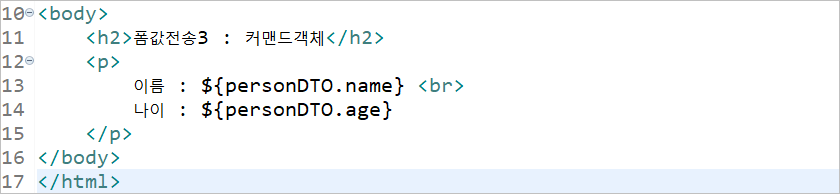 10 <body>
11     <h2>폼값전송3 : 커맨드객체</h2>
12     <p>
13         이름 : ${personDTO.name} <br>
14         나이 : ${personDTO.age}
15     </p>
16 </body>
17 </html>